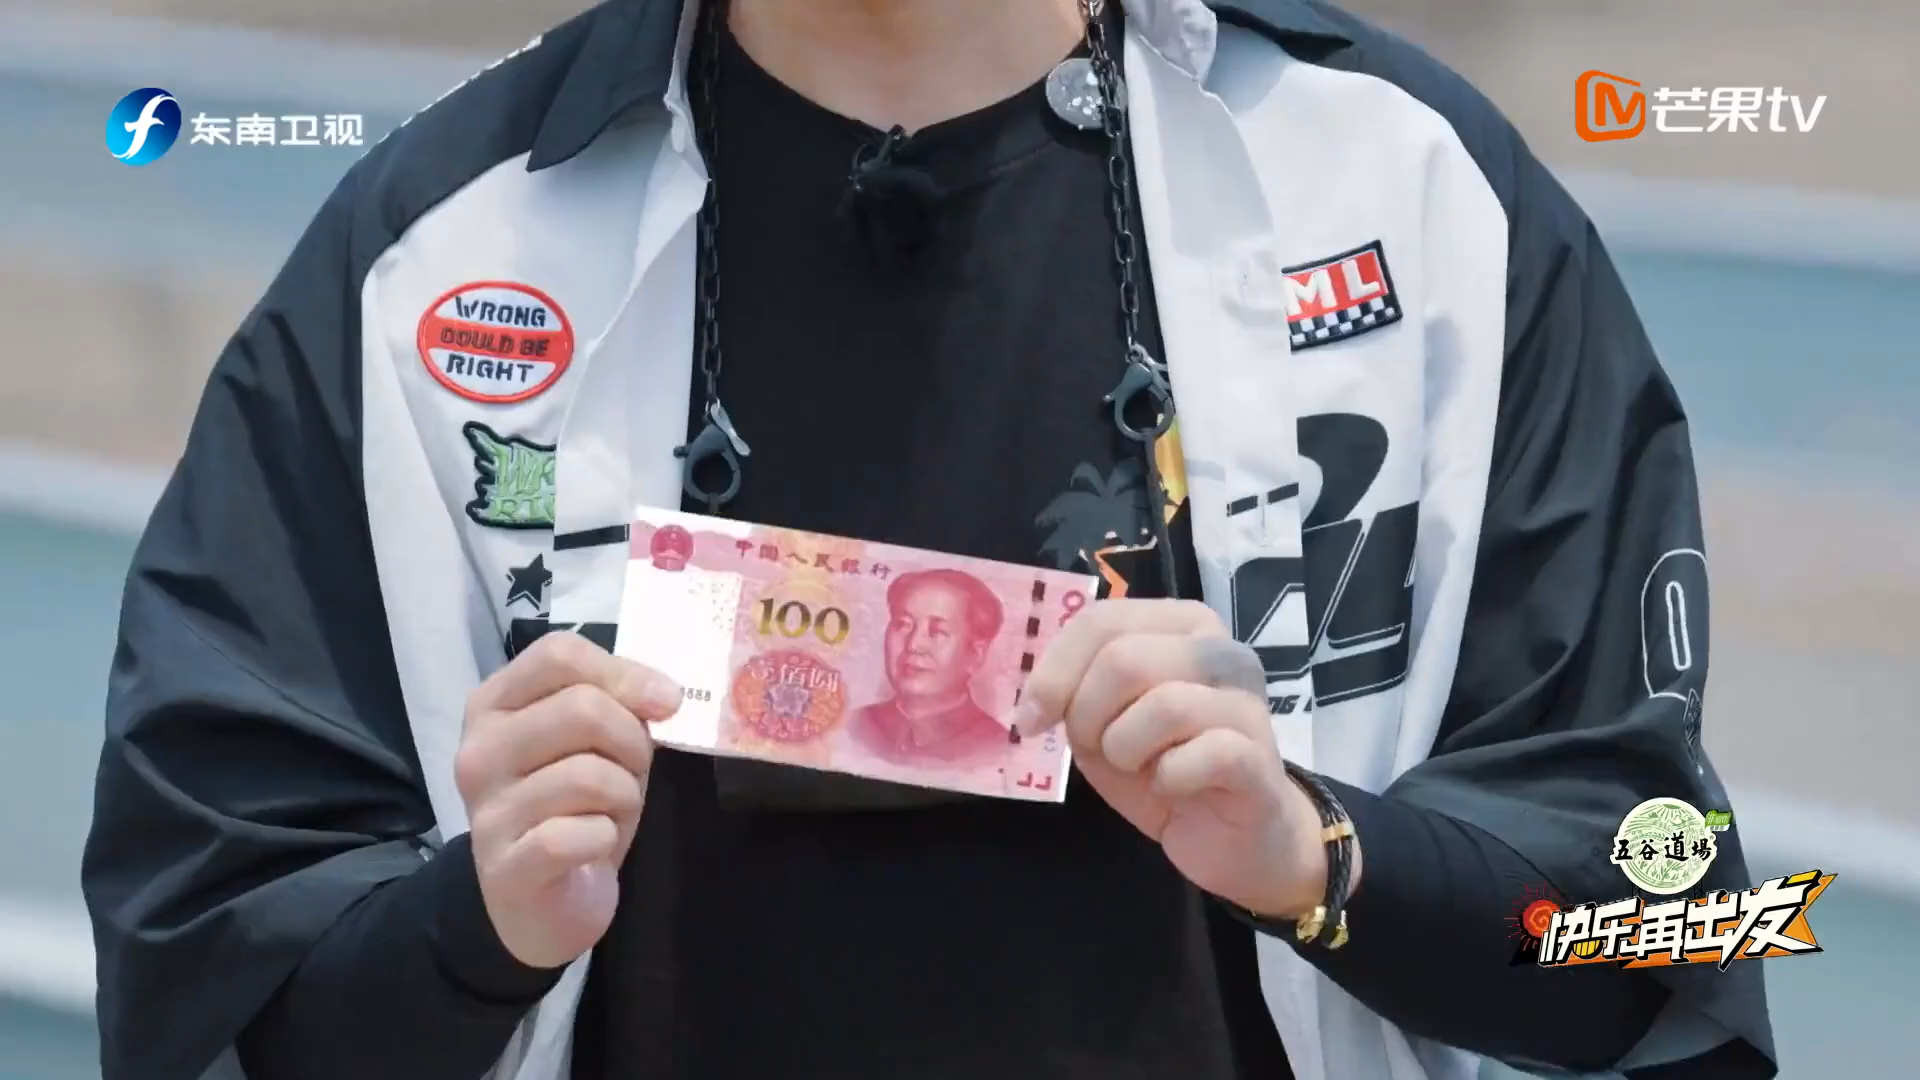 东南卫视
芒果tv
WRONG
COULD BE
RIGHT
ML
中国人民银行
100
壹佰圆
五谷道場
快乐再出发